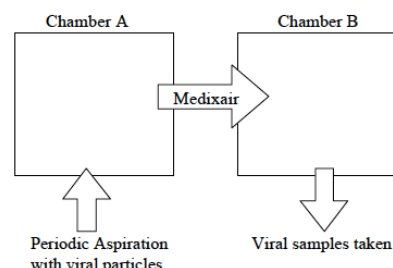 Chamber A
Chamber B
Medixair
Periodic Aspiration
with viral particles
Viral samples taken